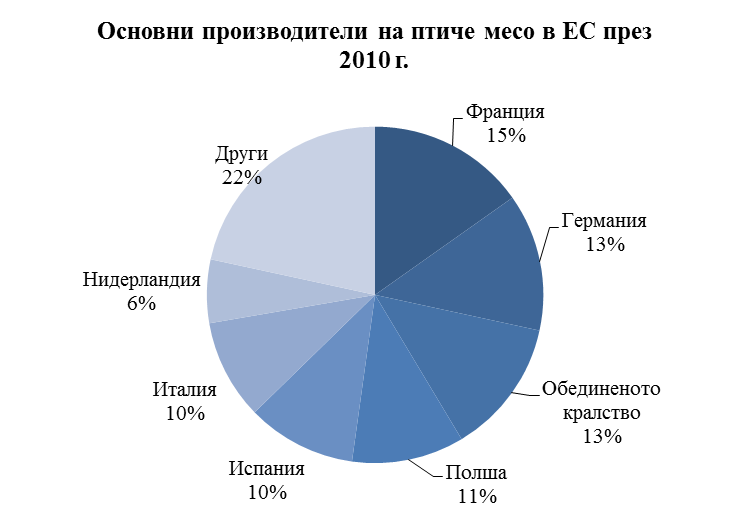 Основни производители на птиче месо в ЕС през
2010 г.
Франция
15%
Германия
13%
Обединеното
кралство
13%
Полша
11%
Испания
10%
Италия
10%
Нидерландия
6%
Други
22%